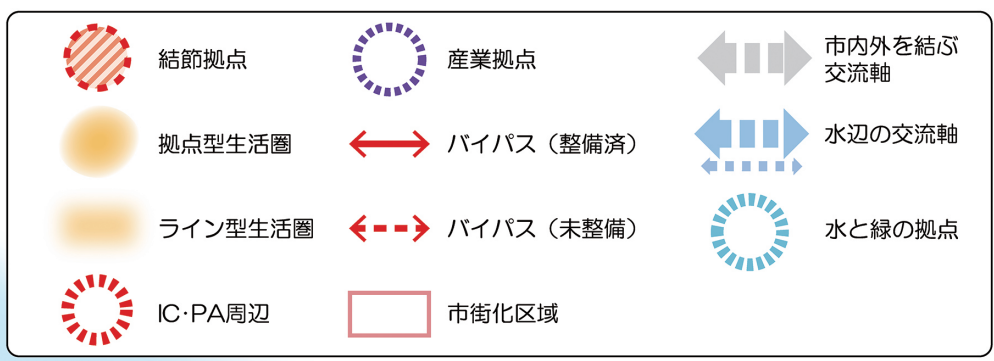 結節拠点
拠点型生活圏
ライン型生活圏
IC・PA周辺
産業拠点
バイパス（整備済）
バイパス（未整備）
市街化区域
市内外を結ぶ
交流軸
水辺の交流軸
水と緑の拠点